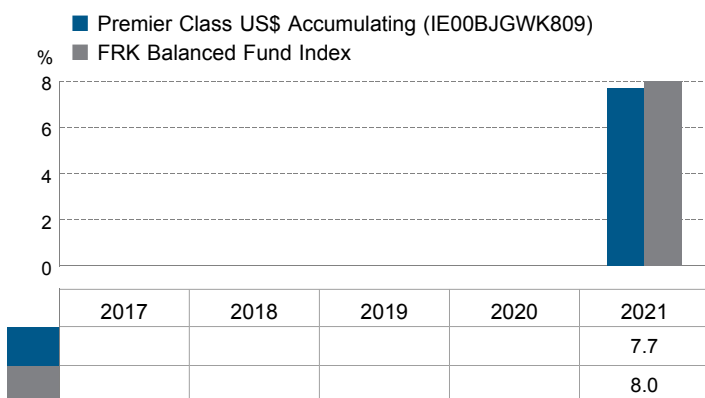 Premier Class US$ Accumulating (IE00BJGWK809)
% FRK Balanced Fund Index
8
6
4
2
0
2017 2018 2019 2020 2021
7.7
8.0